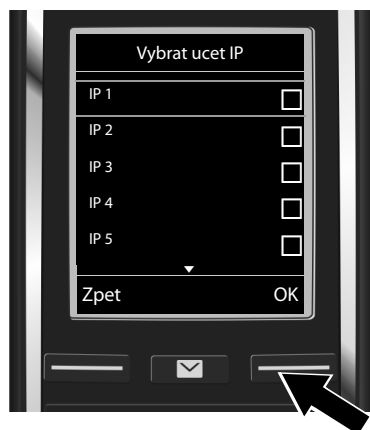 Vybrat ucet IP
IP 1
IP 2
IP 3
IP 4
IP 5
Zpet OK